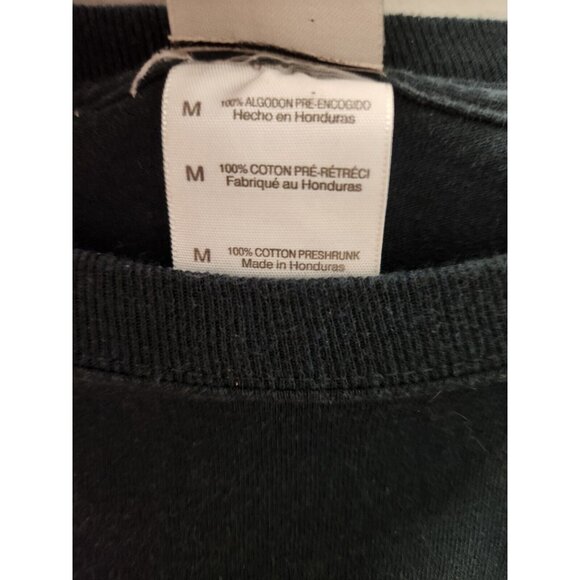 M 100% ALGODON PRE-ENCOGIDO
Hecho en Honduras
M 100% COTON PRÉ-RÉTRÉCI
Fabriqué au Honduras
M 100% COTTON PRESHRUNK
Made in Honduras